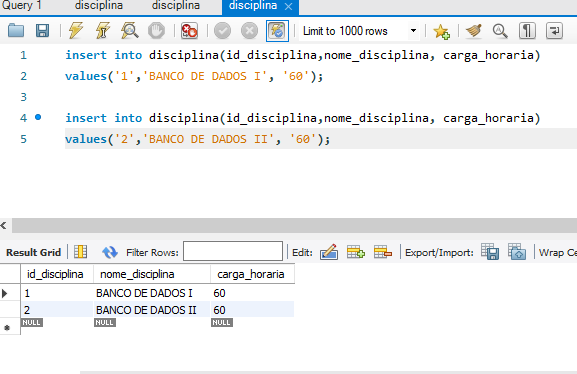 Query 1 disciplina disciplina disciplina
Limit to 1000 rows
1 insert into disciplina(id_disciplina,nome_disciplina, carga_horaria)
2 values('1','BANCO DE DADOS I', '60');
3
4 insert into disciplina(id_disciplina,nome_disciplina, carga_horaria)
5 values('2','BANCO DE DADOS II', '60');
Result Grid Filter Rows: Edit: Export/Import: Wrap Ce
id_disciplina nome_disciplina carga_horaria
1 BANCO DE DADOS I 60
2 BANCO DE DADOS II 60
NULL NULL NULL